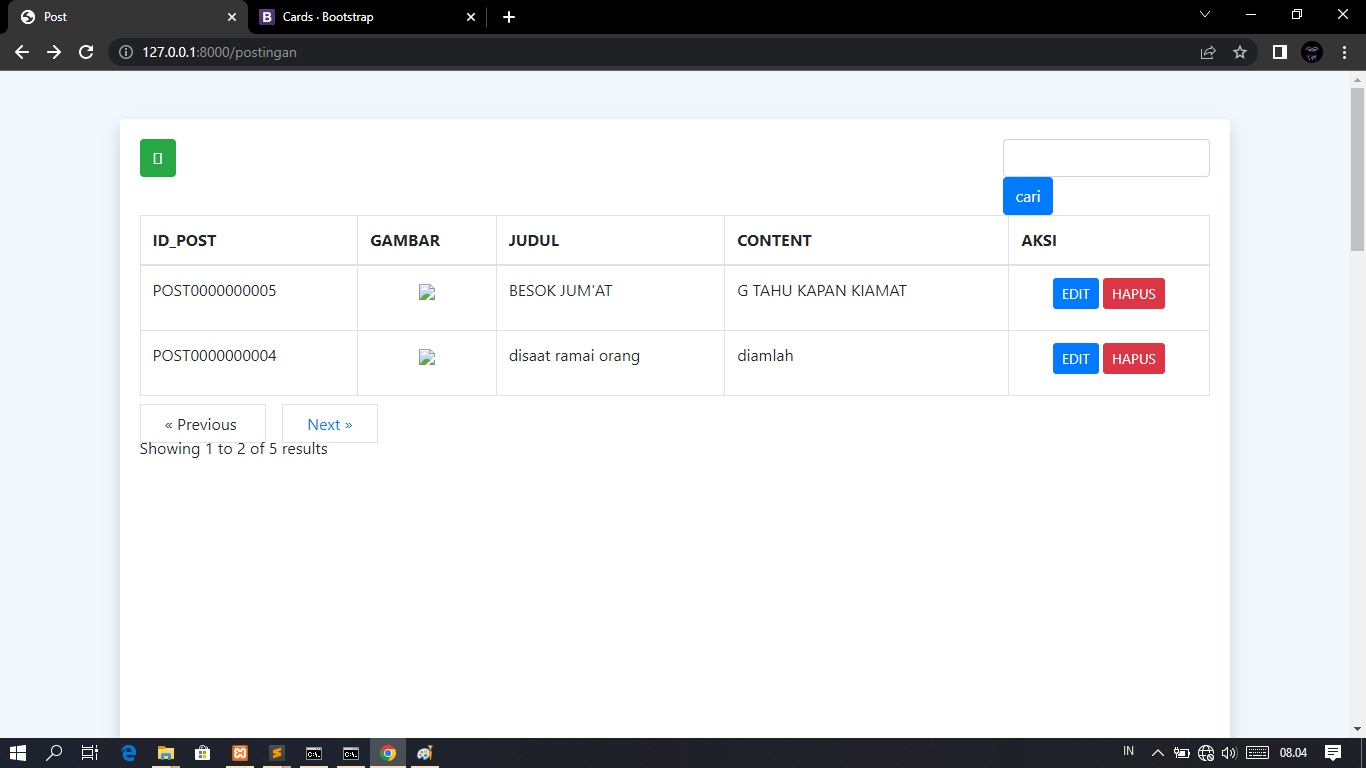 Post
Cards · Bootstrap
127.0.0.1:8000/postingan
cari
ID_POST GAMBAR JUDUL CONTENT AKSI
POST0000000005 BESOK JUM'AT G TAHU KAPAN KIAMAT EDIT HAPUS
POST0000000004 disaat ramai orang diamlah EDIT HAPUS
« Previous Next »
Showing 1 to 2 of 5 results
IN 08.04